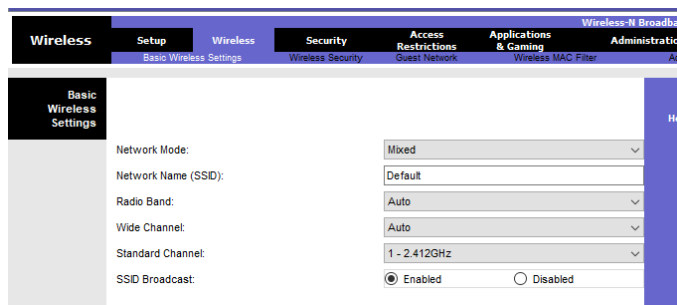 Wireless-N Broadba
Wireless
Setup Wireless Security Access Restrictions Applications & Gaming Administratio
Basic Wireless Settings Wireless Security Guest Network Wireless MAC Filter
Basic
Wireless
Settings
Network Mode: Mixed
Network Name (SSID): Default
Radio Band: Auto
Wide Channel: Auto
Standard Channel: 1 - 2.412GHz
SSID Broadcast: Enabled Disabled